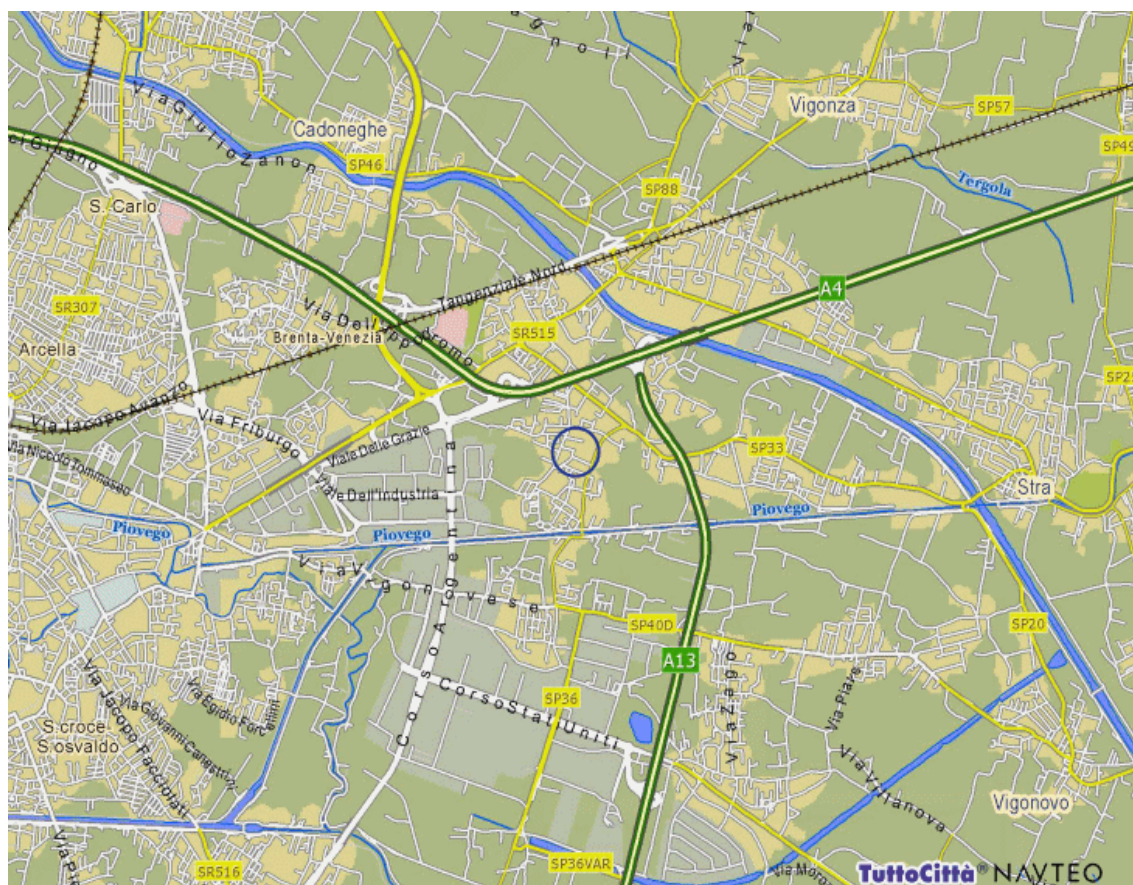 Vigonza
SP57
Via Giulio Zanon
Cadoneghe
SP46
SP49
SP88
Tergola
S. Carlo
A4
Tangenziale Nord
SR307
Via Dell'Ippodromo
SR515
Brenta-Venezia
Arcella
Via Jacopo Avanzo
Via Friburgo
Viale Delle Grazie
SP33
Niccolo Tommaseo
Viale Dell'Industria
Stra
Piovego
Piovego
Piovego
Via Vigonovese
Corso Argentina
SP40D
SP20
A13
Via Zago
Via Piave
Corso Stati Uniti
SP36
Via Egidio Forcellini
Via Giovanni Canestrini
Via Jacopo Facciolati
S.croce-
S.osvaldo
Via Villanova
Vigonovo
SR516
SP36VAR
TuttoCittà® NAVTEQ